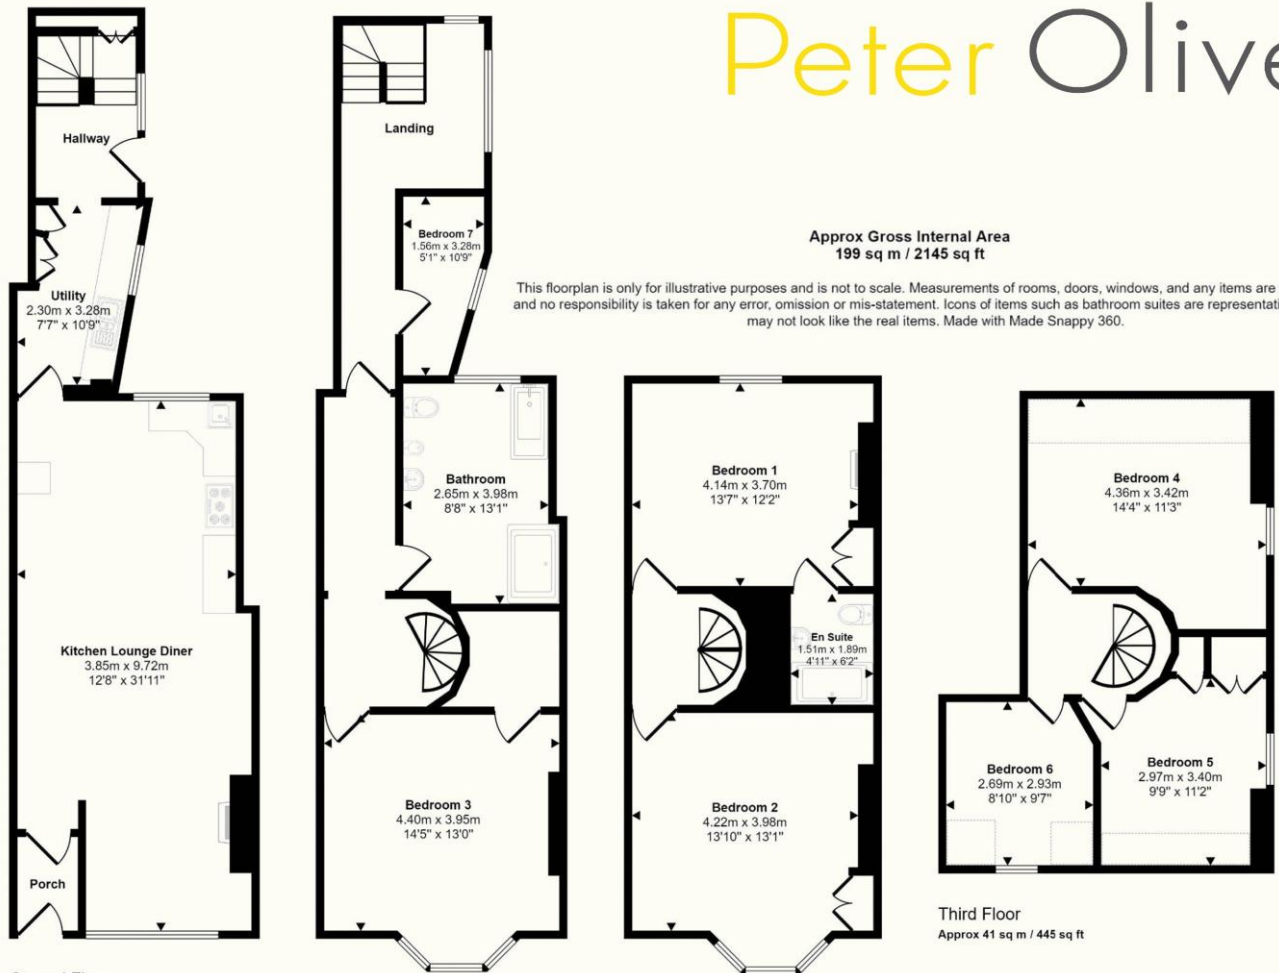 Peter Olive
Approx Gross Internal Area
199 sq m / 2145 sq ft
This floorplan is only for illustrative purposes and is not to scale. Measurements of rooms, doors, windows, and any items are
and no responsibility is taken for any error, omission or mis-statement. Icons of items such as bathroom suites are
may not look like the real items. Made with Made Snappy 360.
Hallway
Utility
2.30m x 3.28m
7'7" x 10'9"
Kitchen Lounge Diner
3.85m x 9.72m
12'8" x 31'11"
Porch
Landing
Bedroom 7
1.56m x 3.28m
5'1" x 10'9"
Bathroom
2.65m x 3.98m
8'8" x 13'1"
Bedroom 3
4.40m x 3.95m
14'5" x 13'0"
Bedroom 1
4.14m x 3.70m
13'7" x 12'2"
En Suite
1.51m x 1.89m
4'11" x 6'2"
Bedroom 2
4.22m x 3.98m
13'10" x 13'1"
Bedroom 4
4.36m x 3.42m
14'4" x 11'3"
Bedroom 6
2.69m x 2.93m
8'10" x 9'7"
Bedroom 5
2.97m x 3.40m
9'9" x 11'2"
Third Floor
Approx 41 sq m / 445 sq ft